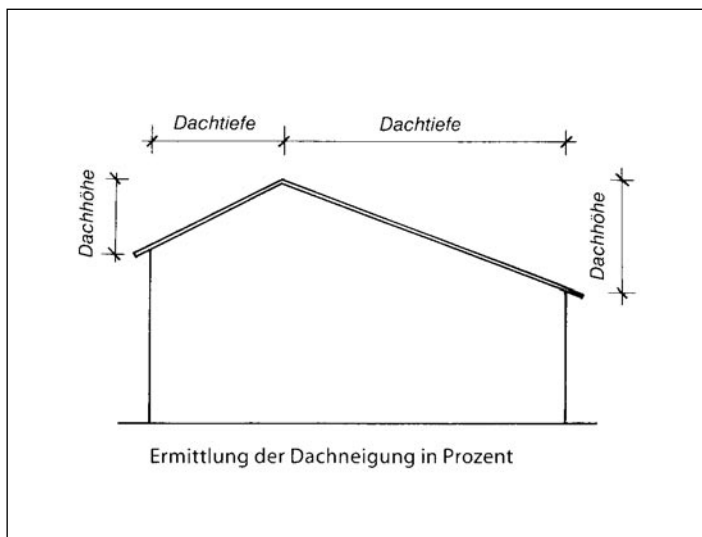 Dachtiefe
Dachtiefe
Dachhöhe
Dachhöhe
Ermittlung der Dachneigung in Prozent